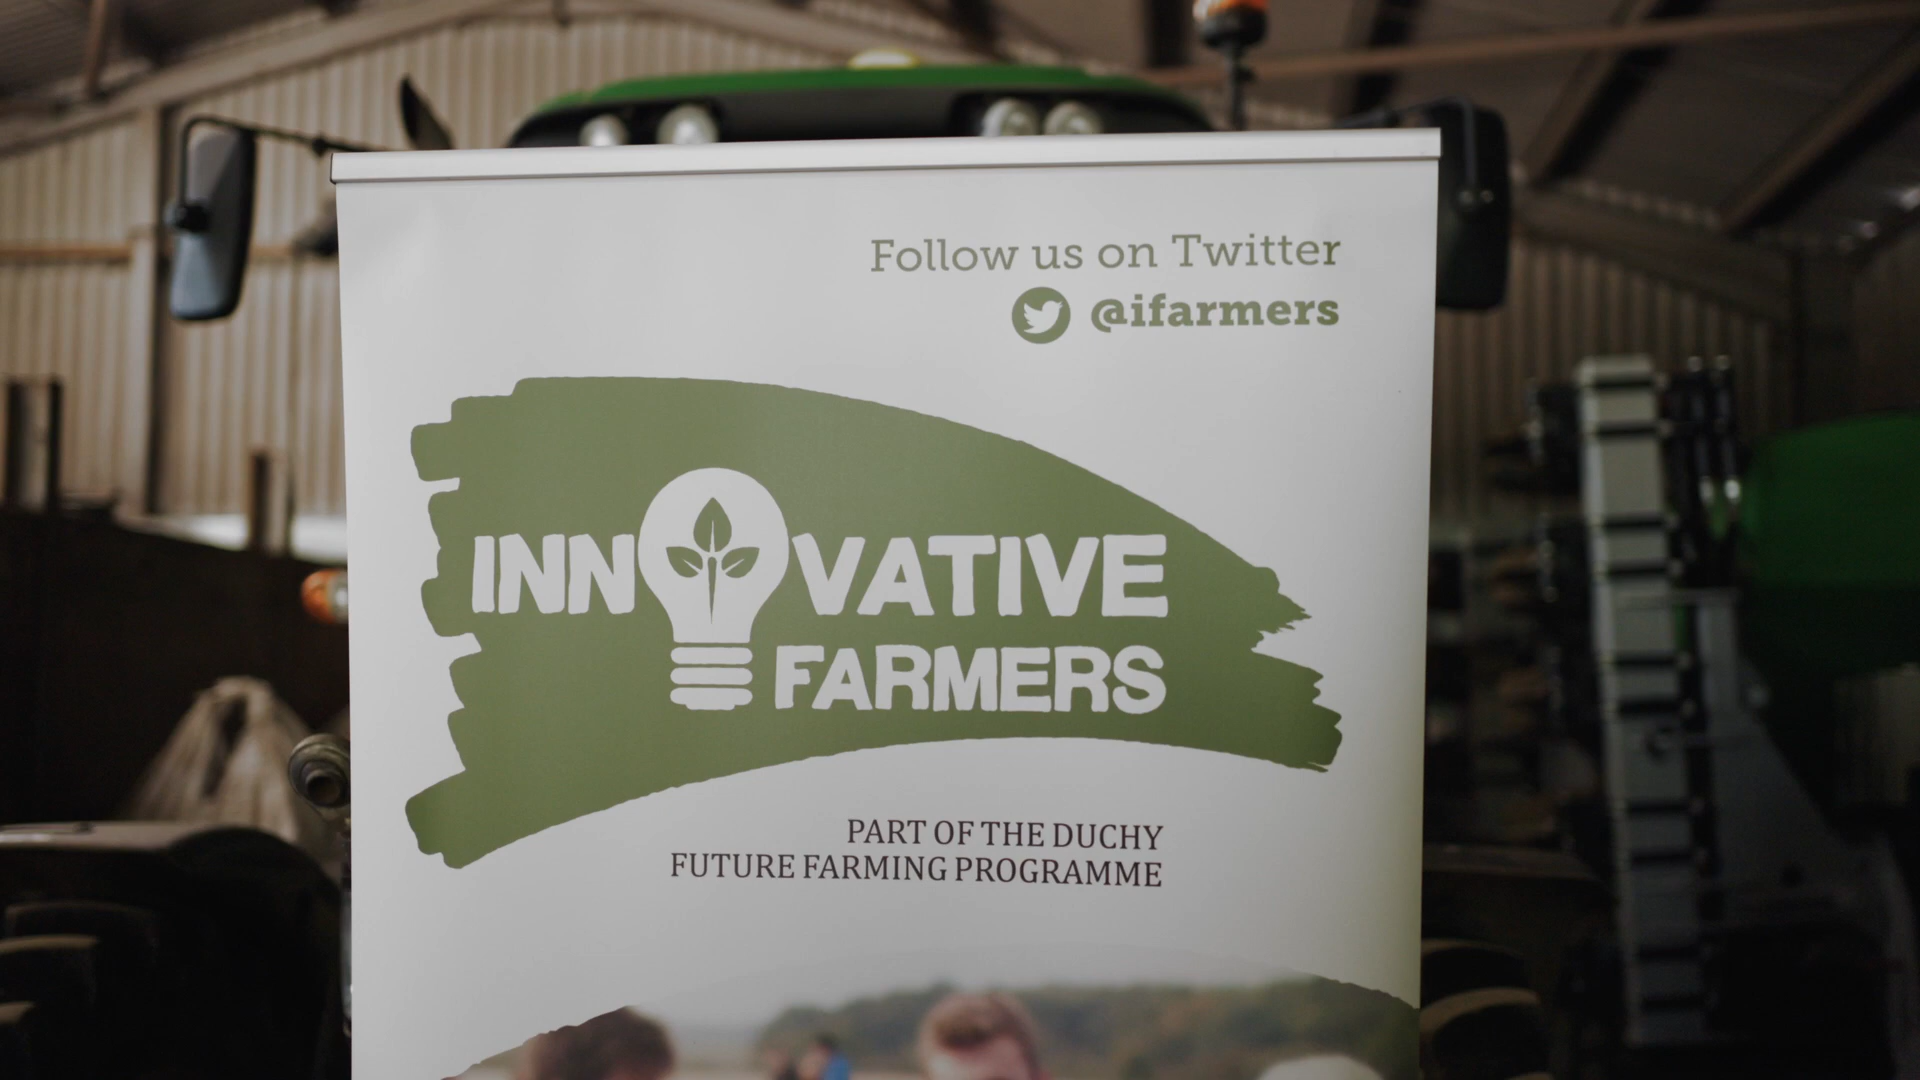 Follow us on Twitter
@ifarmers
INNOVATIVE
FARMERS
PART OF THE DUCHY
FUTURE FARMING PROGRAMME